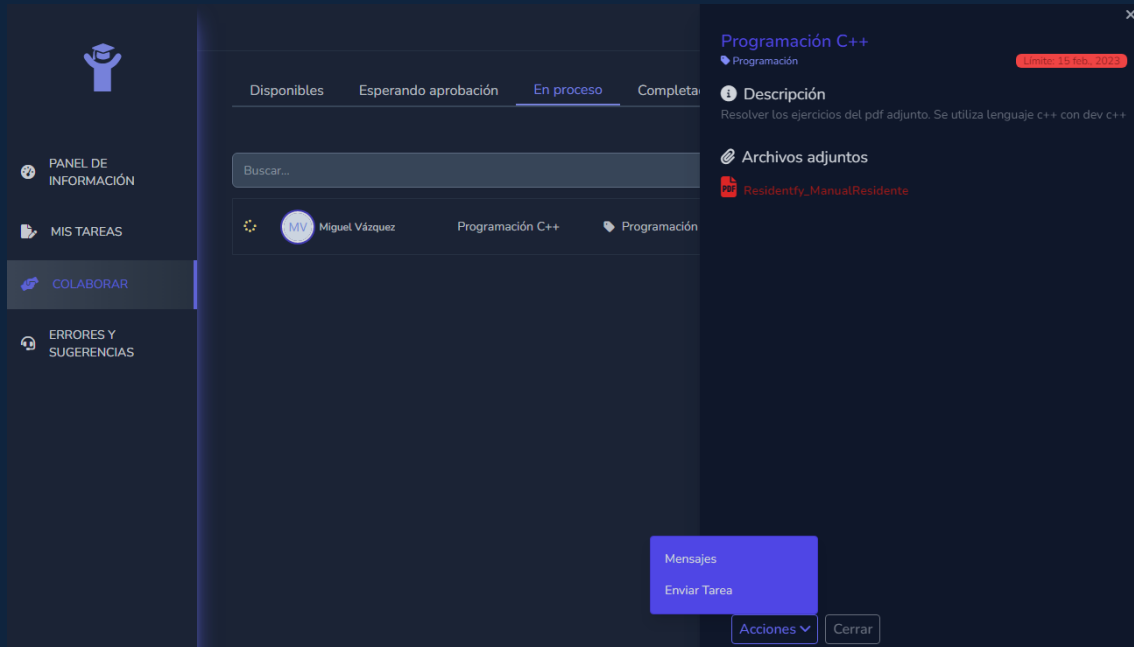 PANEL DE
INFORMACIÓN
MIS TAREAS
COLABORAR
ERRORES Y
SUGERENCIAS
Disponibles Esperando aprobación En proceso
Buscar...
MV Miguel Vázquez Programación C++ Programación
Programación C++
Programación
Límite: 15 feb., 2023
Descripción
Resolver los ejercicios del pdf adjunto. Se utiliza lenguaje c++ con dev c++
Archivos adjuntos
PDF Residentfy_ManualResidente
Mensajes
Enviar Tarea
Acciones Cerrar